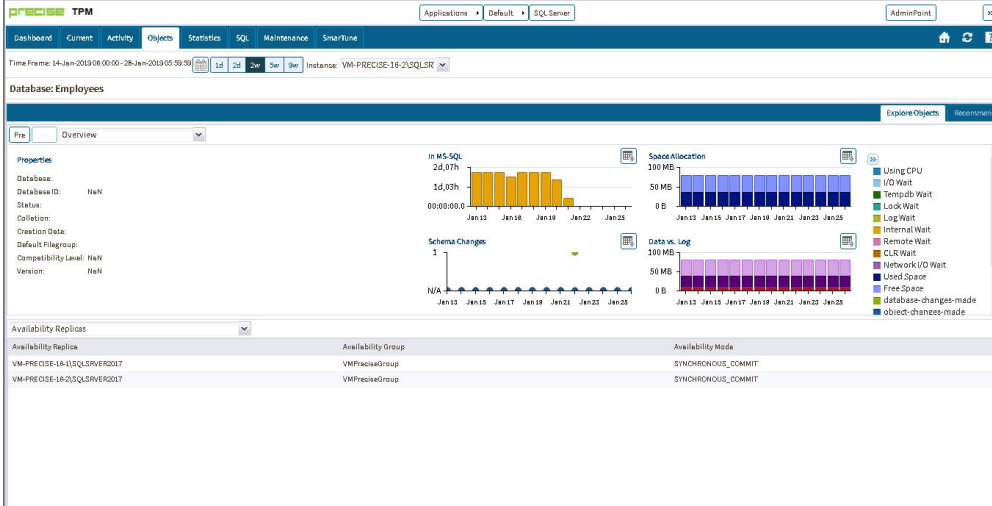 precise TPM
Applications Default SQL Server
AdminPoint
Dashboard Current Activity Objects Statistics SQL Maintenance SmarTune
Time Frame: 14-Jan-2019 06:00:00 - 28-Jan-2019 05:59:59 1d 2d 2w 5w 9w Instance: VM-PRECISE-16-2\SQLSR
Database: Employees
Explore Objects Recommen
Pre Overview
Properties
Database:
Database ID: NaN
Status:
Collation:
Creation Date:
Default Filegroup:
Compatibility Level: NaN
Version: NaN
In MS-SQL
2d,07h
1d,03h
00:00:00.0
Jan 13 Jan 16 Jan 19 Jan 22 Jan 25
Space Allocation
100 MB
50 MB
0 B
Jan 13 Jan 15 Jan 17 Jan 19 Jan 21 Jan 23 Jan 25
Schema Changes
1
N/A
Jan 13 Jan 15 Jan 17 Jan 19 Jan 21 Jan 23 Jan 25
Data vs. Log
100 MB
50 MB
0 B
Jan 13 Jan 15 Jan 17 Jan 19 Jan 21 Jan 23 Jan 25
Using CPU
I/O Wait
Tempdb Wait
Lock Wait
Log Wait
Internal Wait
Remote Wait
CLR Wait
Network I/O Wait
Used Space
Free Space
database-changes-made
object-changes-made
Availability Replicas
Availability Replica Availability Group Availability Mode
VM-PRECISE-16-1\SQLSRVER2017 VMPreciseGroup SYNCHRONOUS_COMMIT
VM-PRECISE-16-2\SQLSRVER2017 VMPreciseGroup SYNCHRONOUS_COMMIT